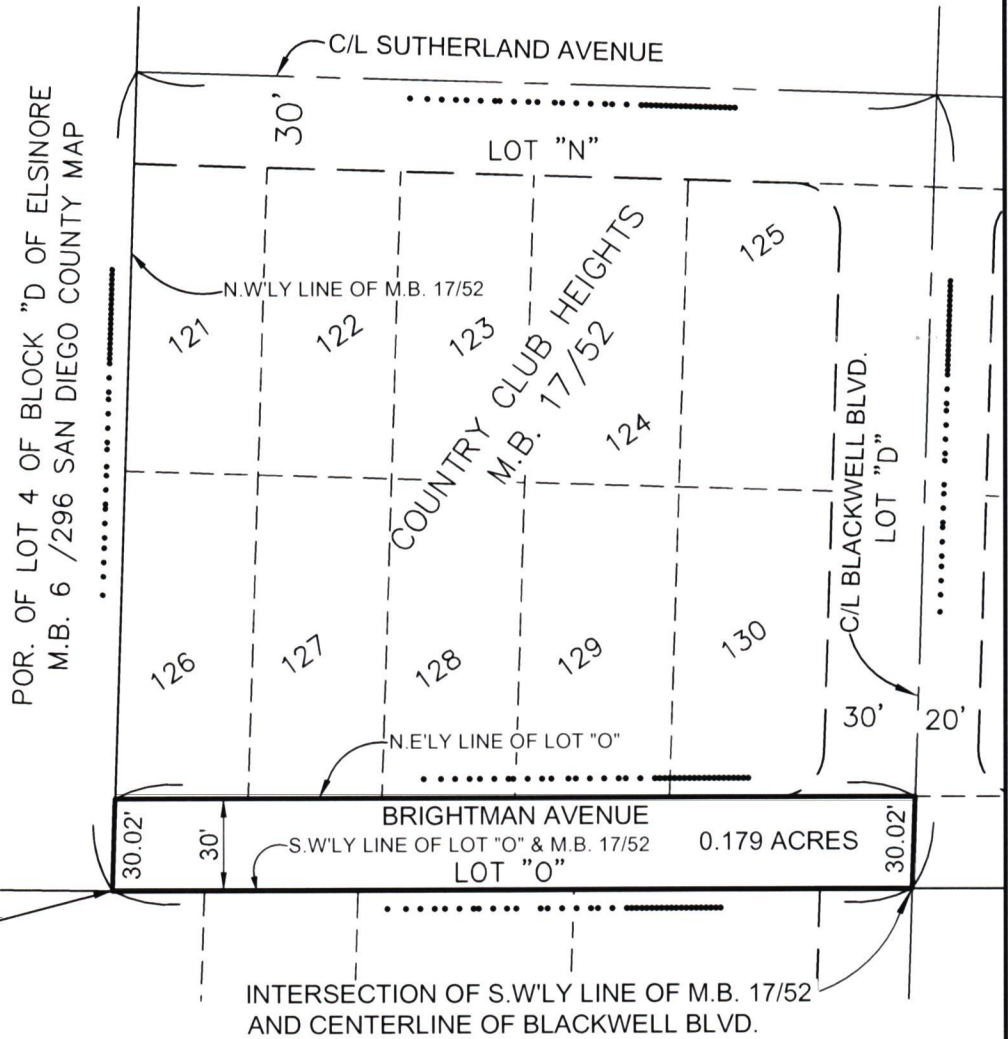 C/L SUTHERLAND AVENUE
30'
LOT "N"
POR. OF LOT 4 OF BLOCK "D OF ELSINORE
M.B. 6 /296 SAN DIEGO COUNTY MAP
N.W'LY LINE OF M.B. 17/52
121
122
123
124
125
COUNTRY CLUB HEIGHTS
M.B. 17/52
C/L BLACKWELL BLVD.
LOT "D"
126
127
128
129
130
30'
20'
N.E'LY LINE OF LOT "O"
30.02'
30'
BRIGHTMAN AVENUE
S.W'LY LINE OF LOT "O" & M.B. 17/52
0.179 ACRES
LOT "O"
30.02'
INTERSECTION OF S.W'LY LINE OF M.B. 17/52
AND CENTERLINE OF BLACKWELL BLVD.